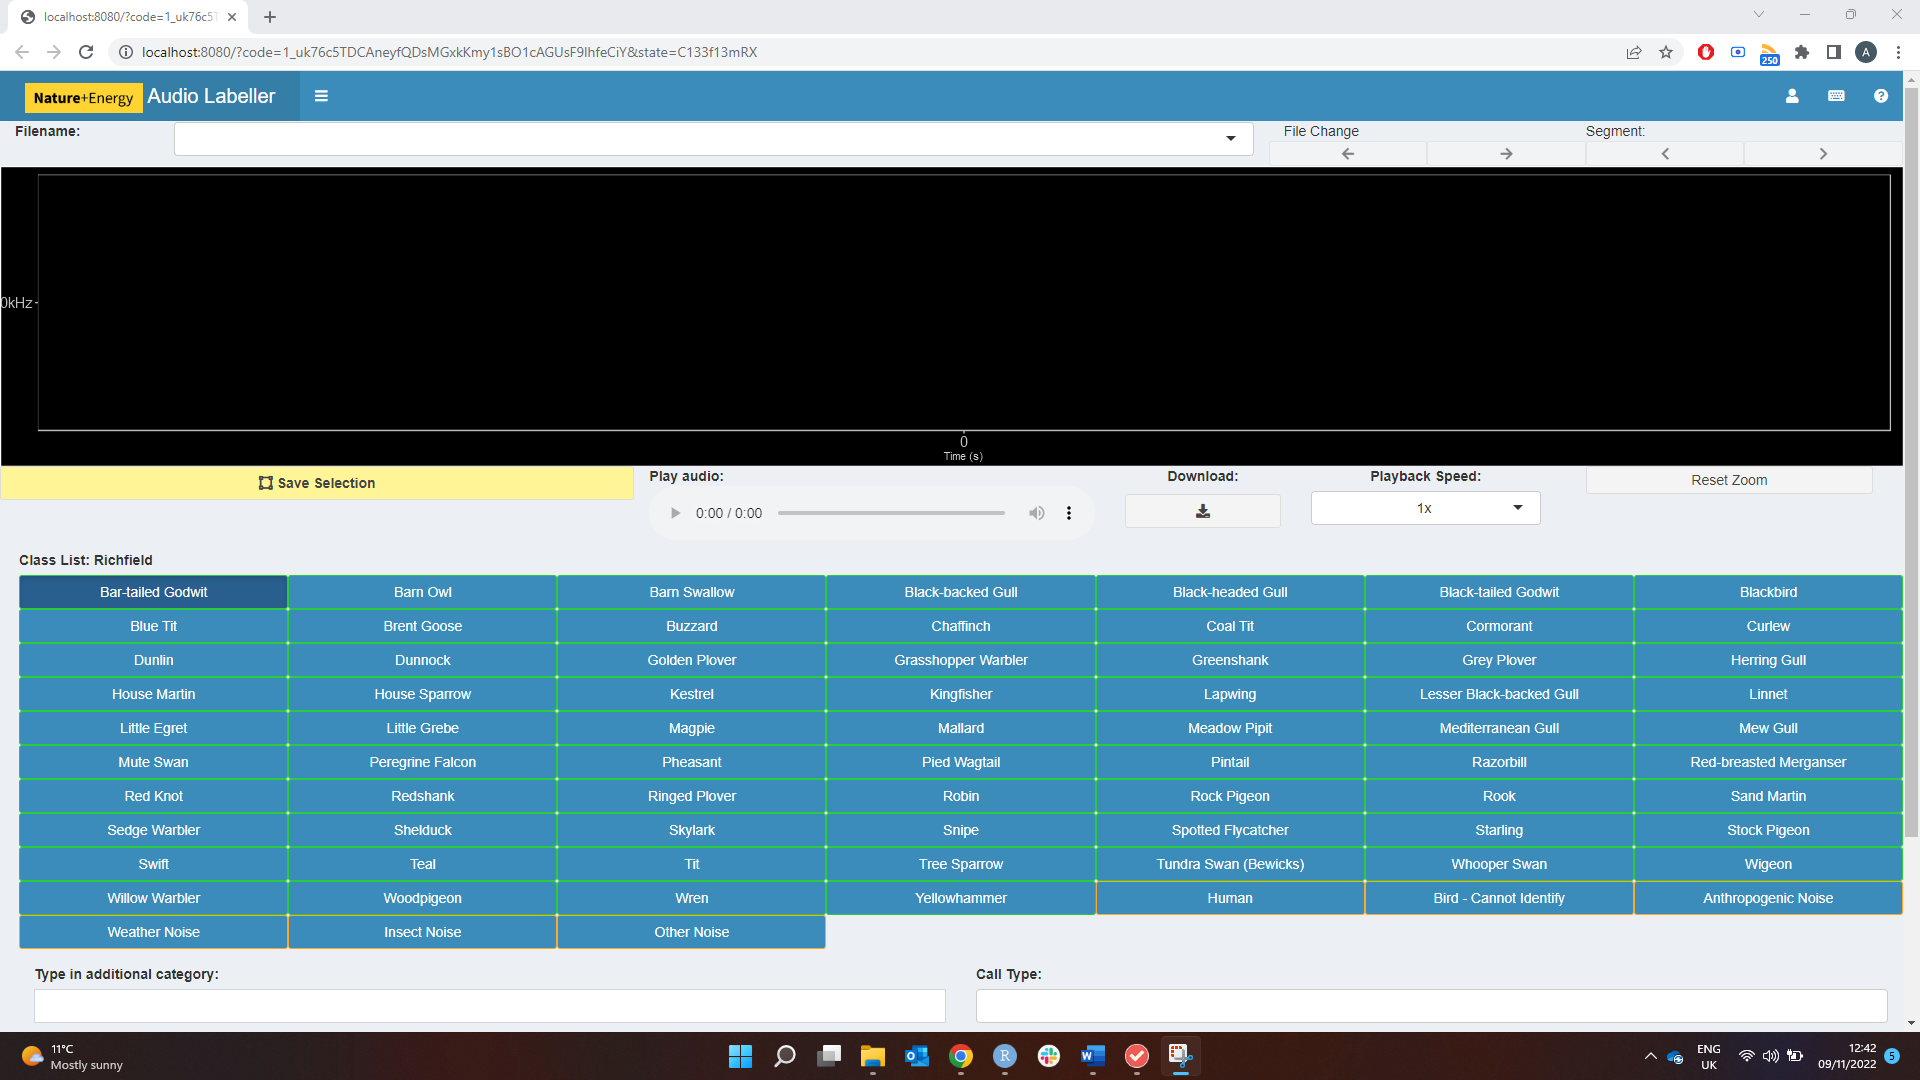 localhost:8080/?code=1_uk76c5T
localhost:8080/?code=1_uk76c5TDCAneyfQDsMGxkKmy1sBO1cAGUsF9IhfeCiY&state=C133f13mRX
A
250
Nature+Energy Audio Labeller
Filename:
File Change
Segment:
0kHz
0
Time (s)
Save Selection
Play audio:
Download:
Playback Speed:
Reset Zoom
0:00 / 0:00
1x
Class List: Richfield
Bar-tailed Godwit Barn Owl Barn Swallow Black-backed Gull Black-headed Gull Black-tailed Godwit Blackbird
Blue Tit Brent Goose Buzzard Chaffinch Coal Tit Cormorant Curlew
Dunlin Dunnock Golden Plover Grasshopper Warbler Greenshank Grey Plover Herring Gull
House Martin House Sparrow Kestrel Kingfisher Lapwing Lesser Black-backed Gull Linnet
Little Egret Little Grebe Magpie Mallard Meadow Pipit Mediterranean Gull Mew Gull
Mute Swan Peregrine Falcon Pheasant Pied Wagtail Pintail Razorbill Red-breasted Merganser
Red Knot Redshank Ringed Plover Robin Rock Pigeon Rook Sand Martin
Sedge Warbler Shelduck Skylark Snipe Spotted Flycatcher Starling Stock Pigeon
Swift Teal Tit Tree Sparrow Tundra Swan (Bewicks) Whooper Swan Wigeon
Willow Warbler Woodpigeon Wren Yellowhammer Human Bird - Cannot Identify Anthropogenic Noise
Weather Noise Insect Noise Other Noise
Type in additional category:
Call Type:
11°C
Mostly sunny
ENG
UK
12:42
09/11/2022
5